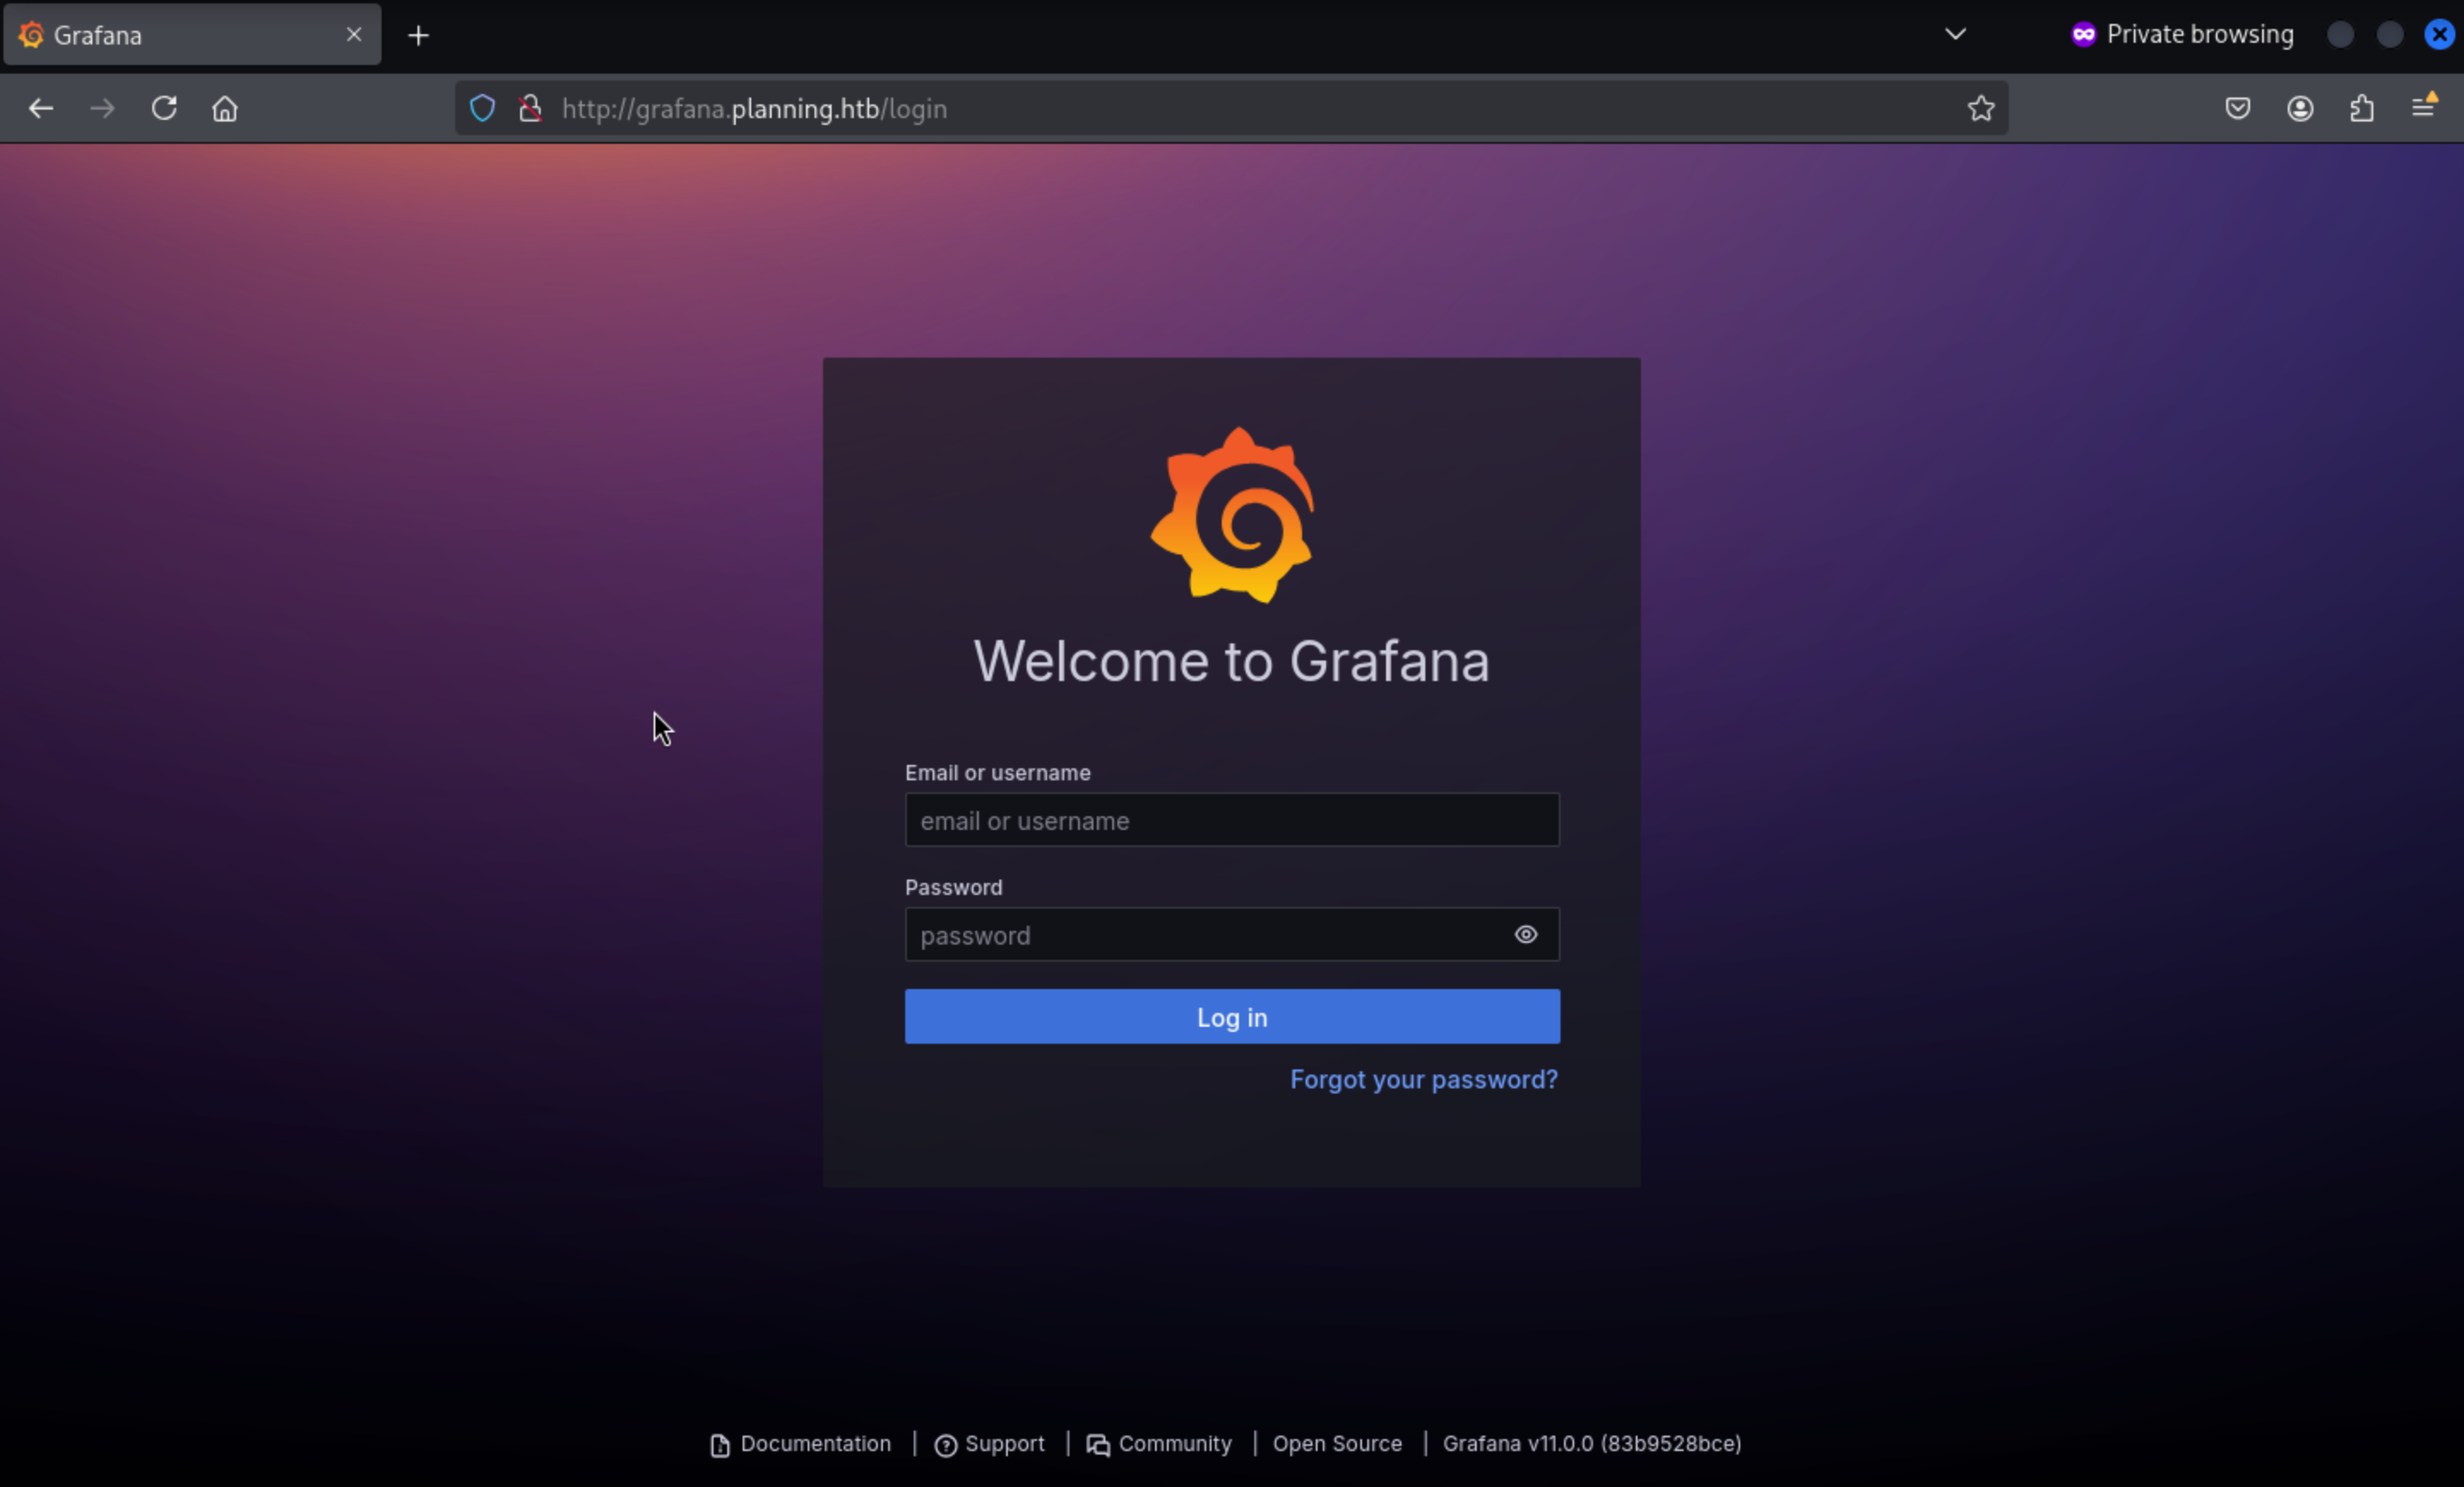 Grafana
Private browsing
http://grafana.planning.htb/login
Welcome to Grafana
Email or username
email or username
Password
password
Log in
Forgot your password?
Documentation | Support | Community | Open Source | Grafana v11.0.0 (83b9528bce)